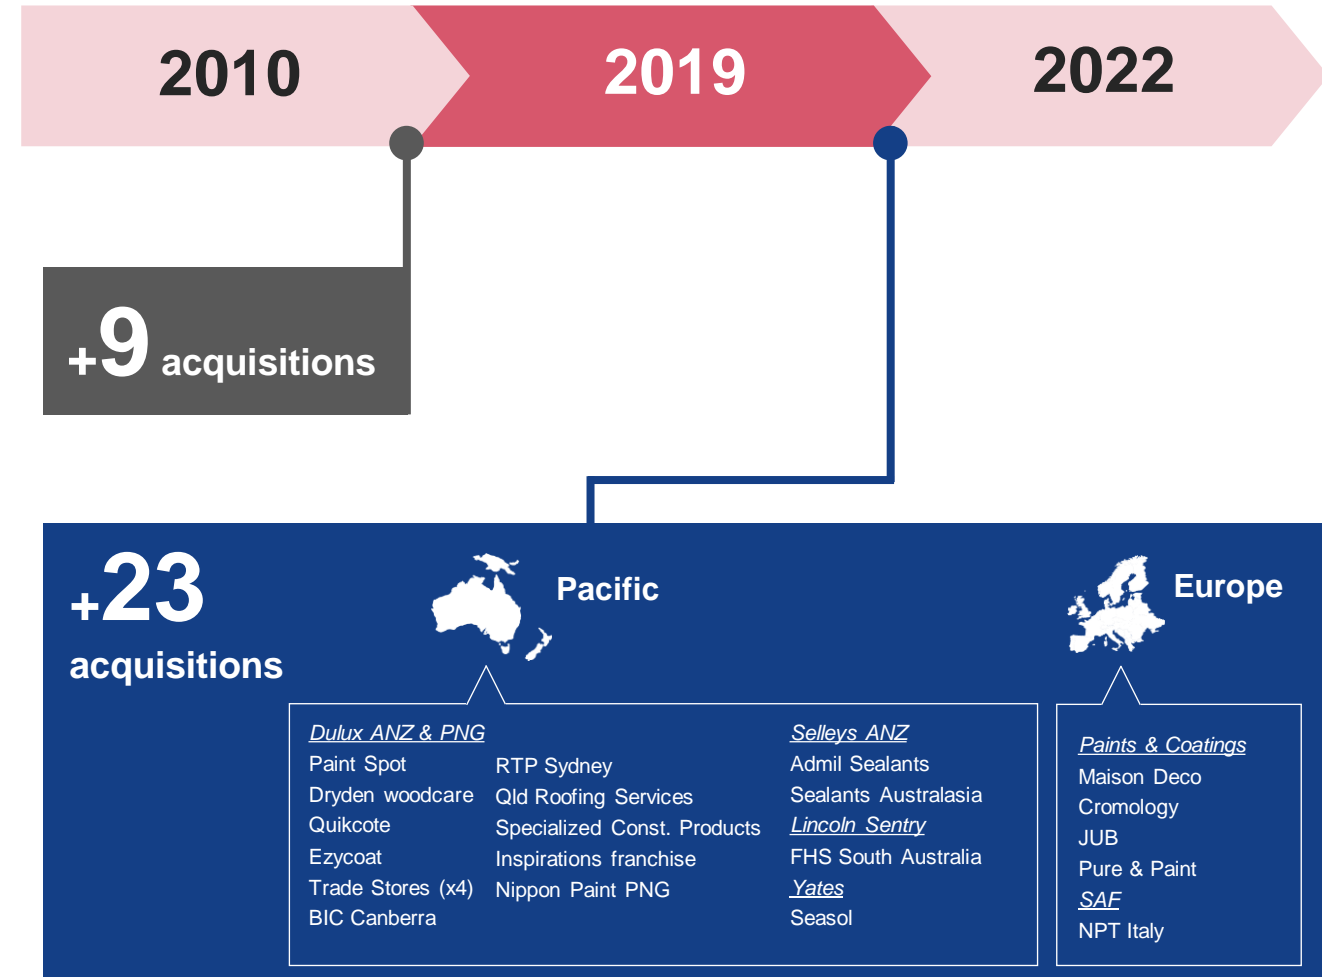 2010
2019
2022
+9 acquisitions
+23
acquisitions
Pacific
Dulux ANZ & PNG
Paint Spot
Dryden woodcare
Quikcote
Ezycoat
Trade Stores (x4)
BIC Canberra
RTP Sydney
Qld Roofing Services
Specialized Const. Products
Inspirations franchise
Nippon Paint PNG
Selleys ANZ
Admil Sealants
Sealants Australasia
Lincoln Sentry
FHS South Australia
Yates
Seasol
Europe
Paints & Coatings
Maison Deco
Cromology
JUB
Pure & Paint
SAF
NPT Italy